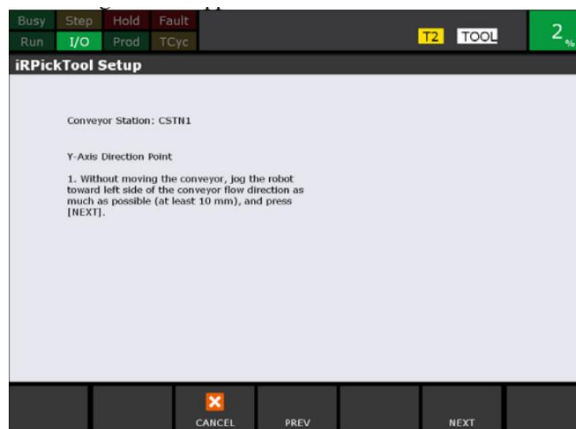 Busy Step Hold Fault
Run I/O Prod TCyc
T2 TOOL
2 %
iRPickTool Setup
Conveyor Station: CSTN1
Y-Axis Direction Point
1. Without moving the conveyor, jog the robot
toward left side of the conveyor flow direction as
much as possible (at least 10 mm), and press
[NEXT].
CANCEL PREV NEXT